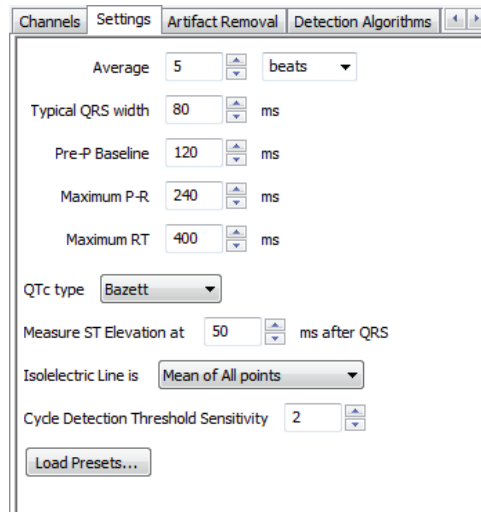 Channels Settings Artifact Removal Detection Algorithms
Average 5 beats
Typical QRS width 80 ms
Pre-P Baseline 120 ms
Maximum P-R 240 ms
Maximum RT 400 ms
QTc type Bazett
Measure ST Elevation at 50 ms after QRS
Isolelectric Line is Mean of All points
Cycle Detection Threshold Sensitivity 2
Load Presets...